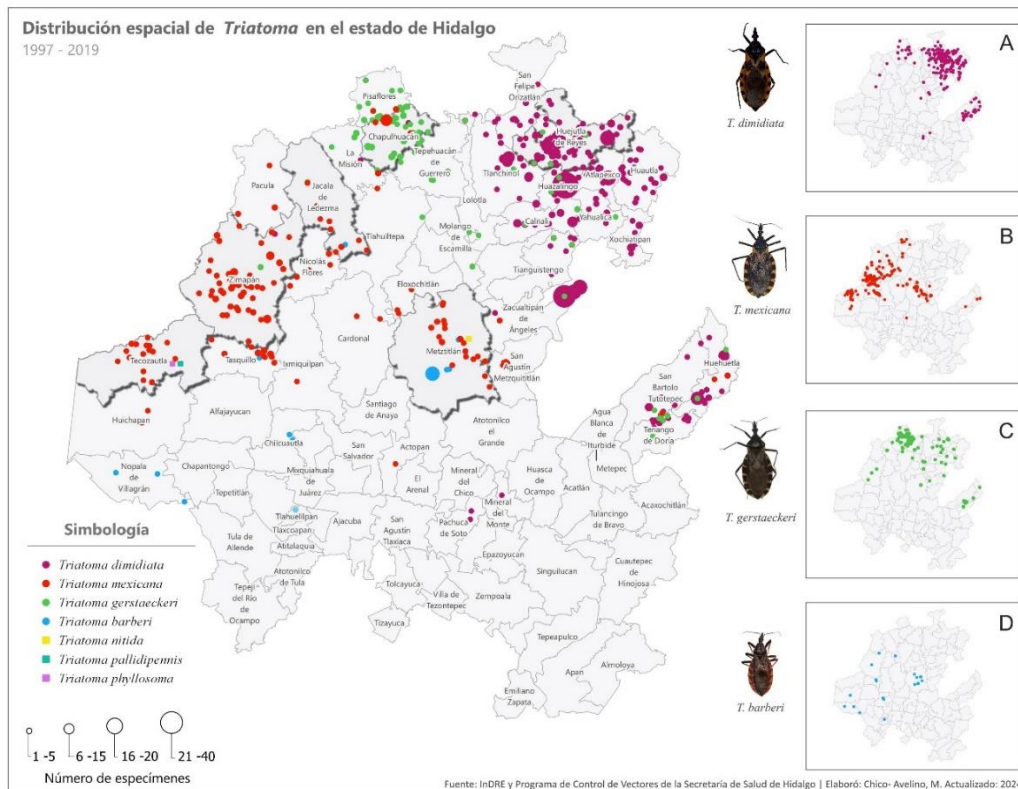 Distribución espacial de Triatoma en el estado de Hidalgo
1997 - 2019
San
Felipe
Orizatlán
Pisaflores
Chapulhuacán
Huejutla
de Reyes
La
Misión
Tepehuacán
de
Guerrero
Tlanchinol
Atlapexco
Huautla
Huazalingo
Pacula
Jacala
de
Ledezma
Lolotla
Calnali
Yahualica
Xochiatipan
Molango
de
Escamilla
Tlahuiltepa
Nicolás
Flores
Tianguistengo
Zimapán
Eloxochitlán
Zacualtipán
de
Ángeles
Cardonal
Metztitlán
San
Agustín
Metzquititlán
Tecozautla
Tasquillo
Ixmiquilpan
Huehuetla
San
Bartolo
Tutotepec
Tenango
de Doria
Huichapan
Alfajayucan
Santiago
de Anaya
Atotonilco
el
Grande
Agua
Blanca
de
Iturbide
Metepec
Chilcuautla
San
Salvador
Actopan
Nopala
de
Villagrán
Chapantongo
Mixquiahuala
de
Juárez
El
Arenal
Mineral
del
Chico
Huasca
de
Ocampo
Acatlán
Tepetitlán
Mineral
del
Monte
Acaxochitlán
Tlahuelilpan
Tlaxcoapan
Ajacuba
San
Agustín
Tlaxiaca
Pachuca
de Soto
Tulancingo
de Bravo
Tula de
Allende
Atitalaquia
Atotonilco
de Tula
Epazoyucan
Singuilucan
Cuautepec
de
Hinojosa
Tepeji
del Río
de
Ocampo
Tolcayuca
Villa de
Tezontepec
Zempoala
Tizayuca
Tepeapulco
Apan
Almoloya
Emiliano
Zapata
Simbología
Triatoma dimidiata
Triatoma mexicana
Triatoma gerstaeckeri
Triatoma barberi
Triatoma nitida
Triatoma pallidipennis
Triatoma phyllosoma
1 -5
6 -15
16 -20
21 -40
Número de especímenes
T. dimidiata
A
T. mexicana
B
T. gerstaeckeri
C
T. barberi
D
Fuente: InDRE y Programa de Control de Vectores de la Secretaría de Salud de Hidalgo | Elaboró: Chico- Avelino, M. Actualizado: 2024